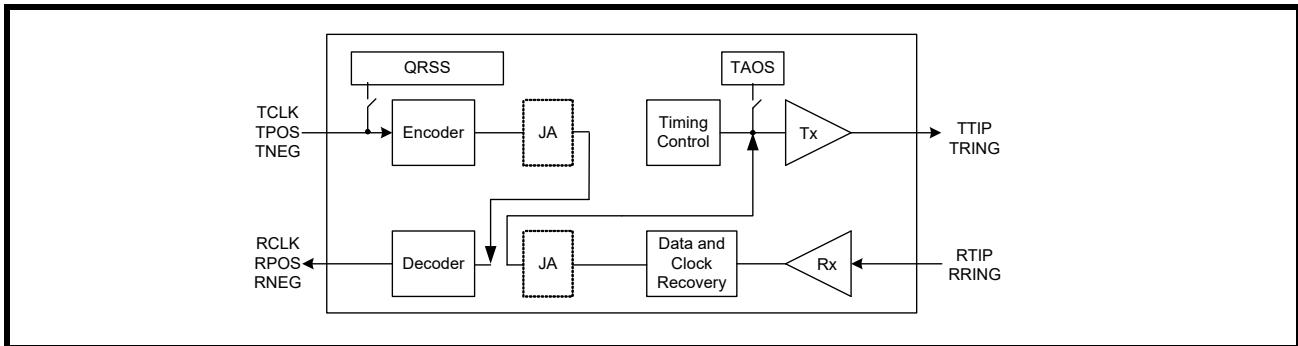 QRSS
TAOS
TCLK
TPOS
TNEG
Encoder
JA
Timing
Control
Tx
TTIP
TRING
RCLK
RPOS
RNEG
Decoder
JA
Data and
Clock
Recovery
Rx
RTIP
RRING